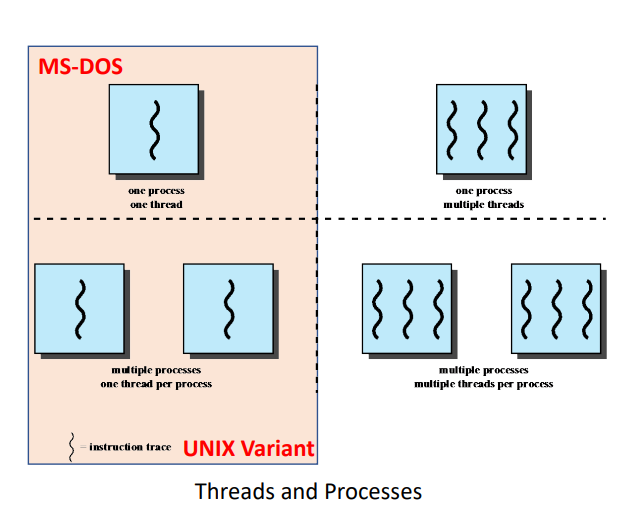 MS-DOS
one process
one thread
one process
multiple threads
multiple processes
one thread per process
multiple processes
multiple threads per process
= instruction trace
UNIX Variant
Threads and Processes